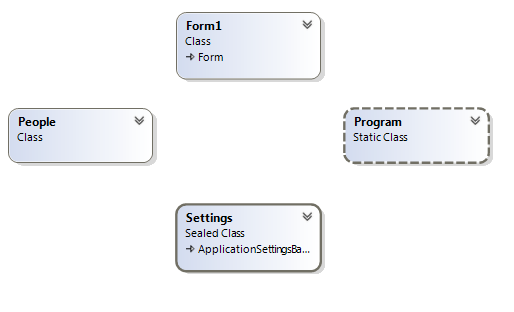 Form1
Class
Form
People
Class
Program
Static Class
Settings
Sealed Class
ApplicationSettingsBa...